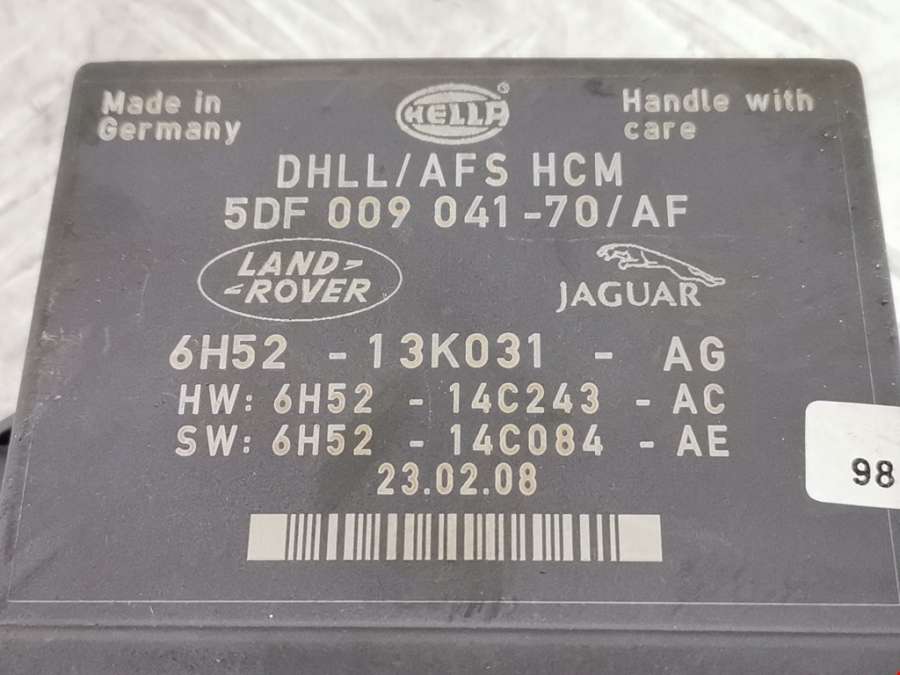 Made in
Germany
HELLA®
Handle with
care
DHLL/AFS HCM
5DF 009 041-70/AF
LAND-
-ROVER
JAGUAR
6H52 - 13K031 - AG
HW: 6H52 - 14C243 - AC
SW: 6H52 - 14C084 - AE
23.02.08
98